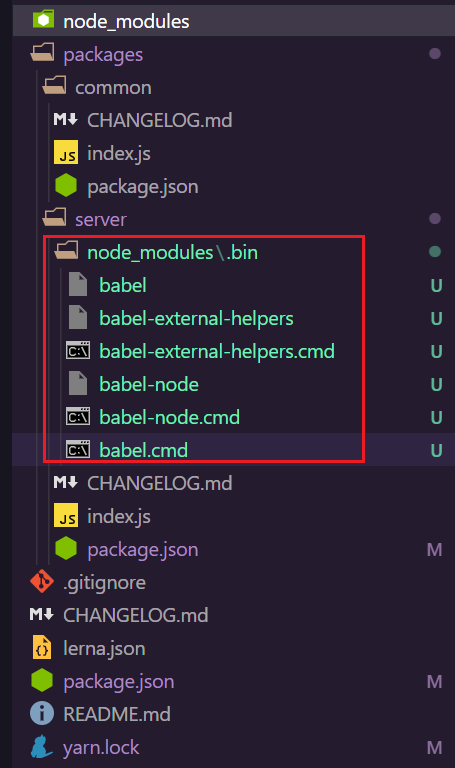 node_modules
packages
common
M↓ CHANGELOG.md
JS index.js
package.json
server
node_modules\.bin
babel U
babel-external-helpers U
C:\ babel-external-helpers.cmd U
babel-node U
C:\ babel-node.cmd U
C:\ babel.cmd U
M↓ CHANGELOG.md
JS index.js
package.json M
.gitignore
M↓ CHANGELOG.md
{} lerna.json
package.json M
i README.md
yarn.lock M